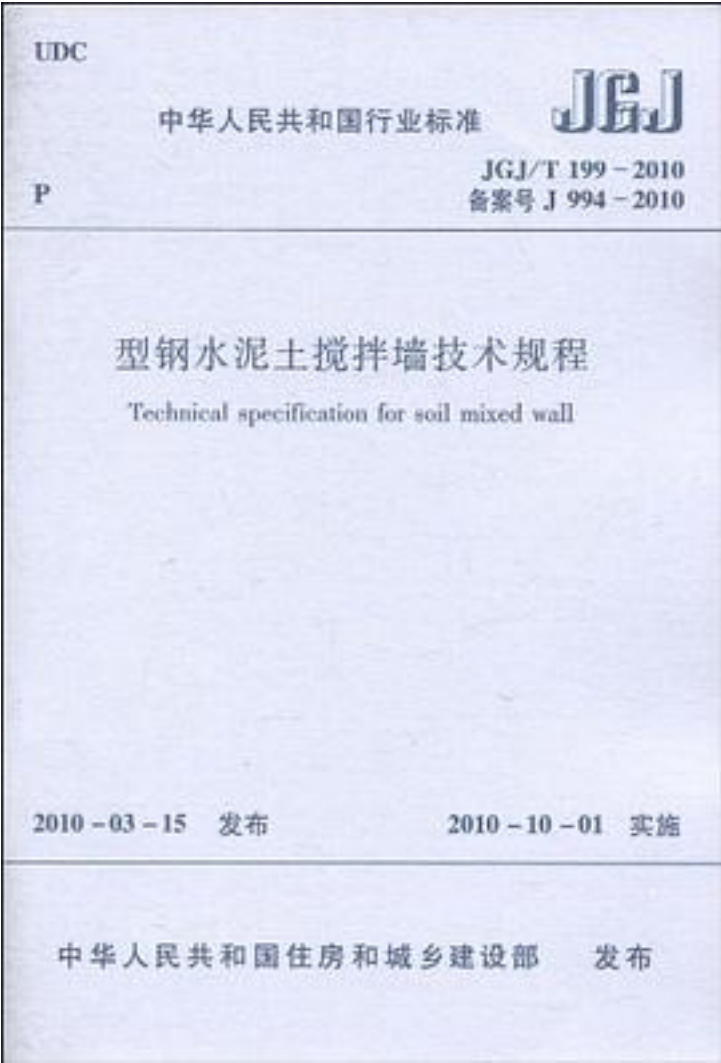 UDC
中华人民共和国行业标准
JGJ
JGJ/T 199－2010
P
备案号 J 994－2010
型钢水泥土搅拌墙技术规程
Technical specification for soil mixed wall
2010－03－15 发布
2010－10－01 实施
中华人民共和国住房和城乡建设部 发布